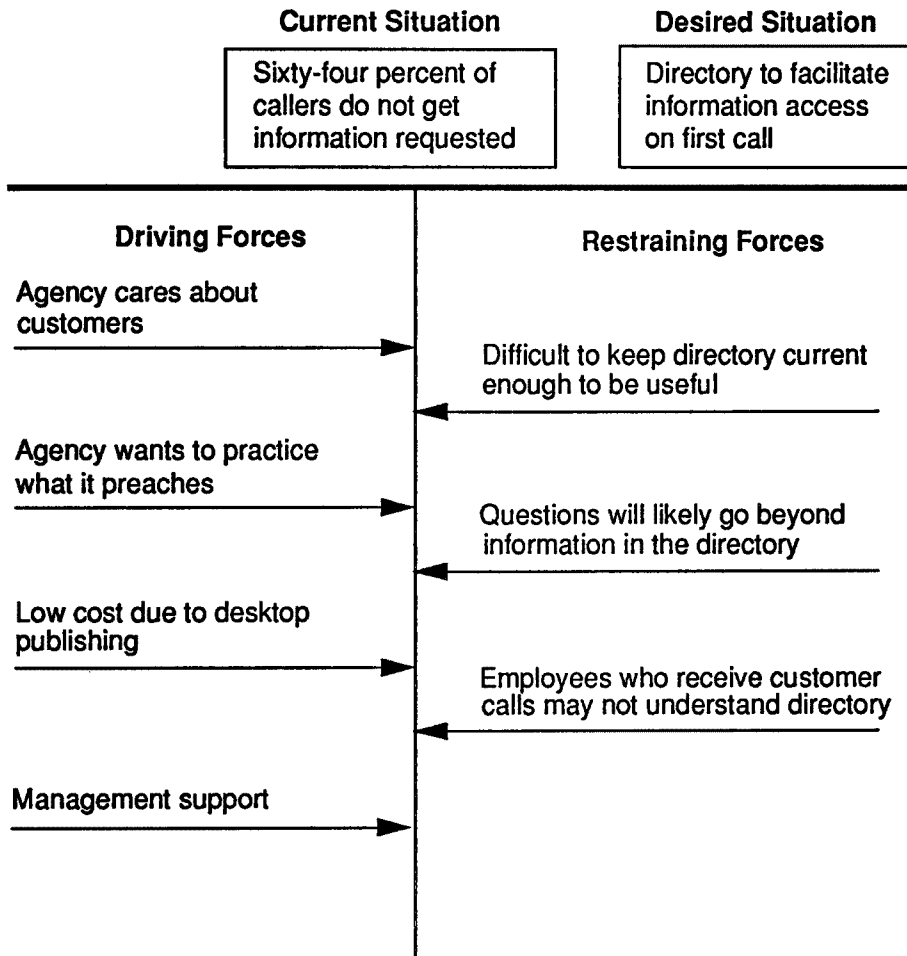 Current Situation
Sixty-four percent of
callers do not get
information requested
Desired Situation
Directory to facilitate
information access
on first call
Driving Forces
Agency cares about
customers
Agency wants to practice
what it preaches
Low cost due to desktop
publishing
Management support
Restraining Forces
Difficult to keep directory current
enough to be useful
Questions will likely go beyond
information in the directory
Employees who receive customer
calls may not understand directory